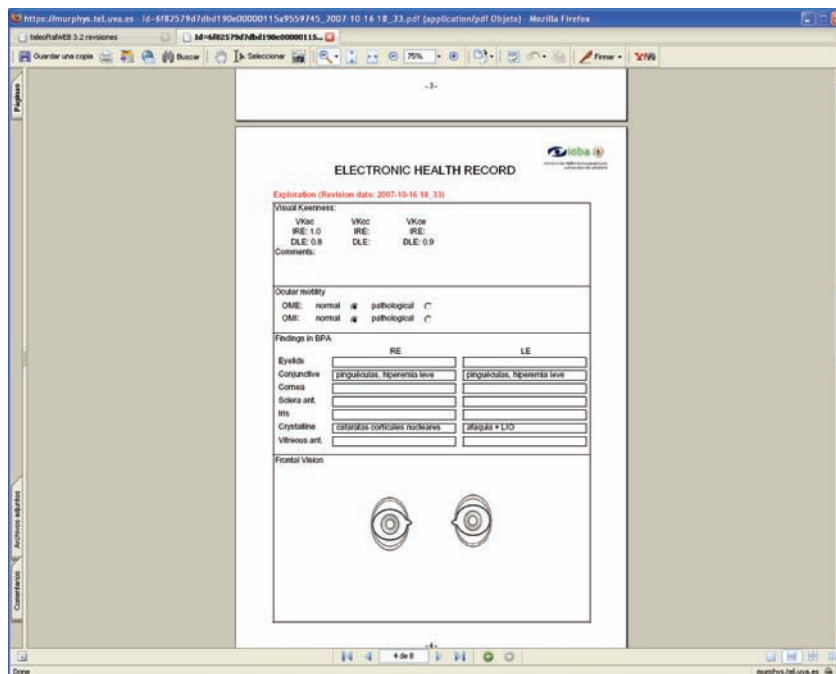 https://murphys.tel.uva.es - Id-6f82579d7dbd190e00000115a9559745_2007-10-16 18_33.pdf (application/pdf Objeto) - Mozilla Firefox
teleoftalWEB 3.2 revisiones
Id=6f82579d7dbd190e00000115...
Guardar una copia
Buscar
Seleccionar
75%
Firmar
Páginas
-3-
ioba
ELECTRONIC HEALTH RECORD
Exploration (Revision date: 2007-10-16 18_33)
Visual Keenness:
VKsc VKcc VKce
IRE: 1.0 IRE: IRE:
DLE: 0.8 DLE: DLE: 0.9
Comments:
Ocular motility
OME: normal pathological
OMI: normal pathological
Findings in BPA
RE LE
Eyelids
Conjunctive pinguéculas, hiperemia leve pinguéculas, hiperemia leve
Cornea
Sclera ant.
Iris
Crystalline cataratas corticales nucleares afaquia + LIO
Vitreous ant.
Frontal Vision
Archivos adjuntos
Comentarios
-4-
4 de 8
Done
murphys.tel.uva.es